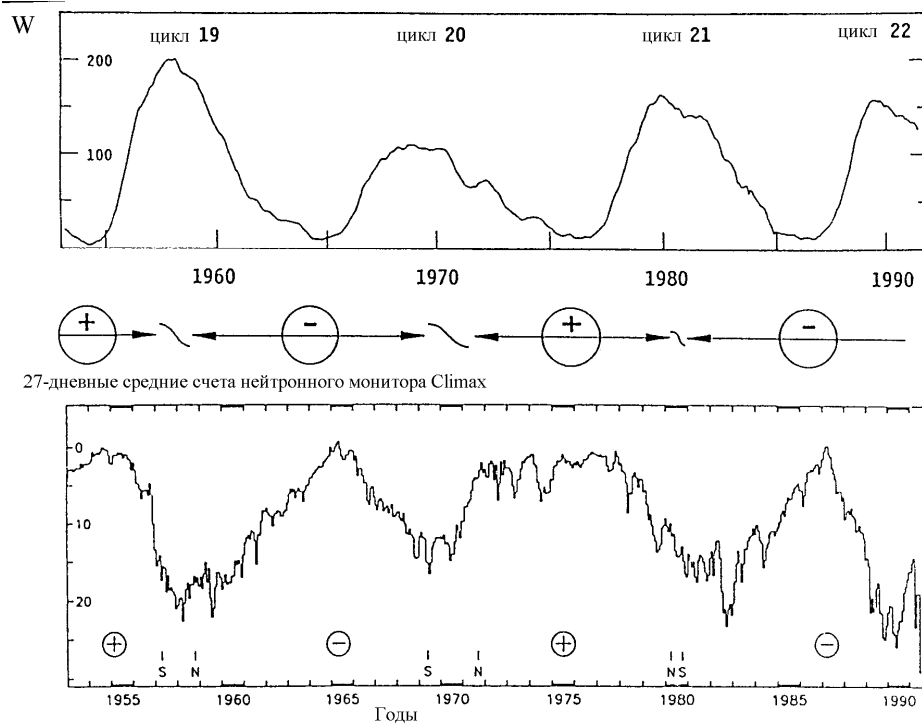 W
цикл 19 цикл 20 цикл 21 цикл 22
200
100
1960 1970 1980 1990
+ - + -
27-дневные средние счета нейтронного монитора Climax
0
10
20
+ - + -
S N S N N S
1955 1960 1965 1970 1975 1980 1985 1990
Годы